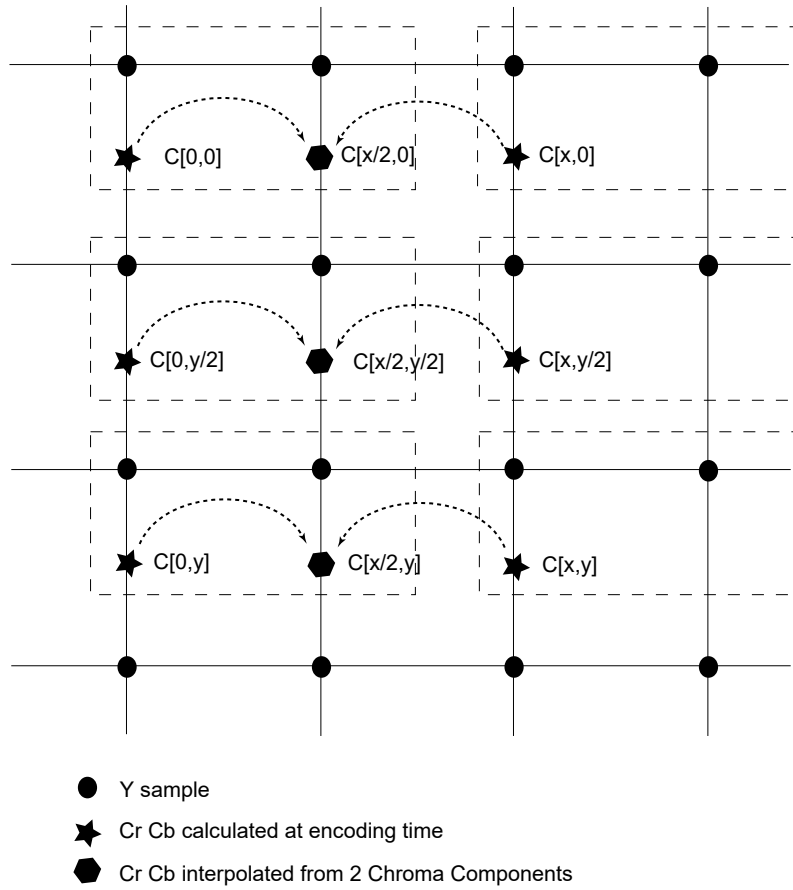 C[0,0] C[x/2,0] C[x,0]
C[0,y/2] C[x/2,y/2] C[x,y/2]
C[0,y] C[x/2,y] C[x,y]
Y sample
Cr Cb calculated at encoding time
Cr Cb interpolated from 2 Chroma Components